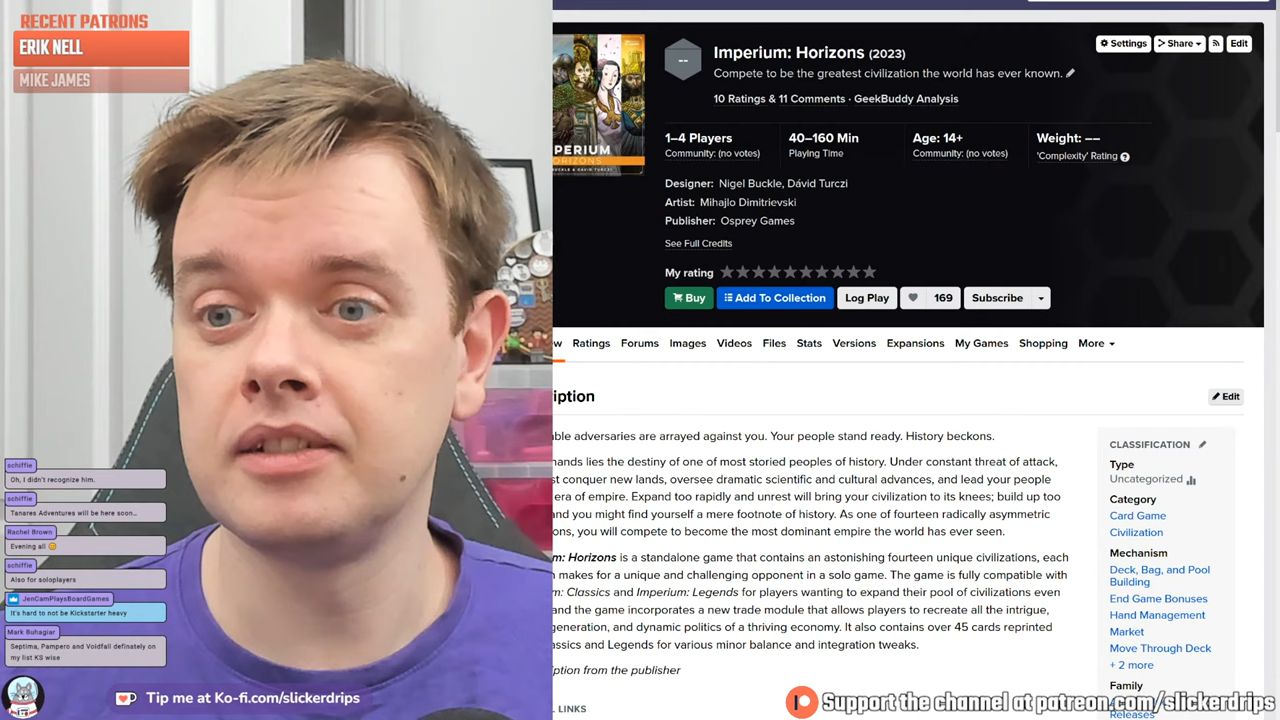 RECENT PATRONS
ERIK NELL
MIKE JAMES
schiffie
Oh, I didn't recognize him.
schiffie
Tanares Adventures will be here soon...
Rachel Brown
Evening all
schiffie
Also for soloplayers
JenCamPlaysBoardGames
It's hard to not be Kickstarter heavy
Mark Buhagiar
Septima, Pampero and Voidfall definately on
my list KS wise
Tip me at Ko-fi.com/slickerdrips
PERIUM
HORIZONS
--
Imperium: Horizons (2023)
Settings
Share
Edit
Compete to be the greatest civilization the world has ever known.
10 Ratings & 11 Comments · GeekBuddy Analysis
1–4 Players
Community: (no votes)
40–160 Min
Playing Time
Age: 14+
Community: (no votes)
Weight: --
'Complexity' Rating ?
Designer: Nigel Buckle, Dávid Turczi
Artist: Mihajlo Dimitrievski
Publisher: Osprey Games
See Full Credits
My rating
Buy
Add To Collection
Log Play
169
Subscribe
w
Ratings
Forums
Images
Videos
Files
Stats
Versions
Expansions
My Games
Shopping
More
iption
Edit
ble adversaries are arrayed against you. Your people stand ready. History beckons.
ands lies the destiny of one of most storied peoples of history. Under constant threat of attack,
t conquer new lands, oversee dramatic scientific and cultural advances, and lead your people
era of empire. Expand too rapidly and unrest will bring your civilization to its knees; build up too
and you might find yourself a mere footnote of history. As one of fourteen radically asymmetric
ons, you will compete to become the most dominant empire the world has ever seen.
m: Horizons is a standalone game that contains an astonishing fourteen unique civilizations, each
h makes for a unique and challenging opponent in a solo game. The game is fully compatible with
m: Classics and Imperium: Legends for players wanting to expand their pool of civilizations even
and the game incorporates a new trade module that allows players to recreate all the intrigue,
generation, and dynamic politics of a thriving economy. It also contains over 45 cards reprinted
assics and Legends for various minor balance and integration tweaks.
iption from the publisher
L LINKS
CLASSIFICATION
Type
Uncategorized
Category
Card Game
Civilization
Mechanism
Deck, Bag, and Pool
Building
End Game Bonuses
Hand Management
Market
Move Through Deck
+ 2 more
Family
Releases
Support the channel at patreon.com/slickerdrips